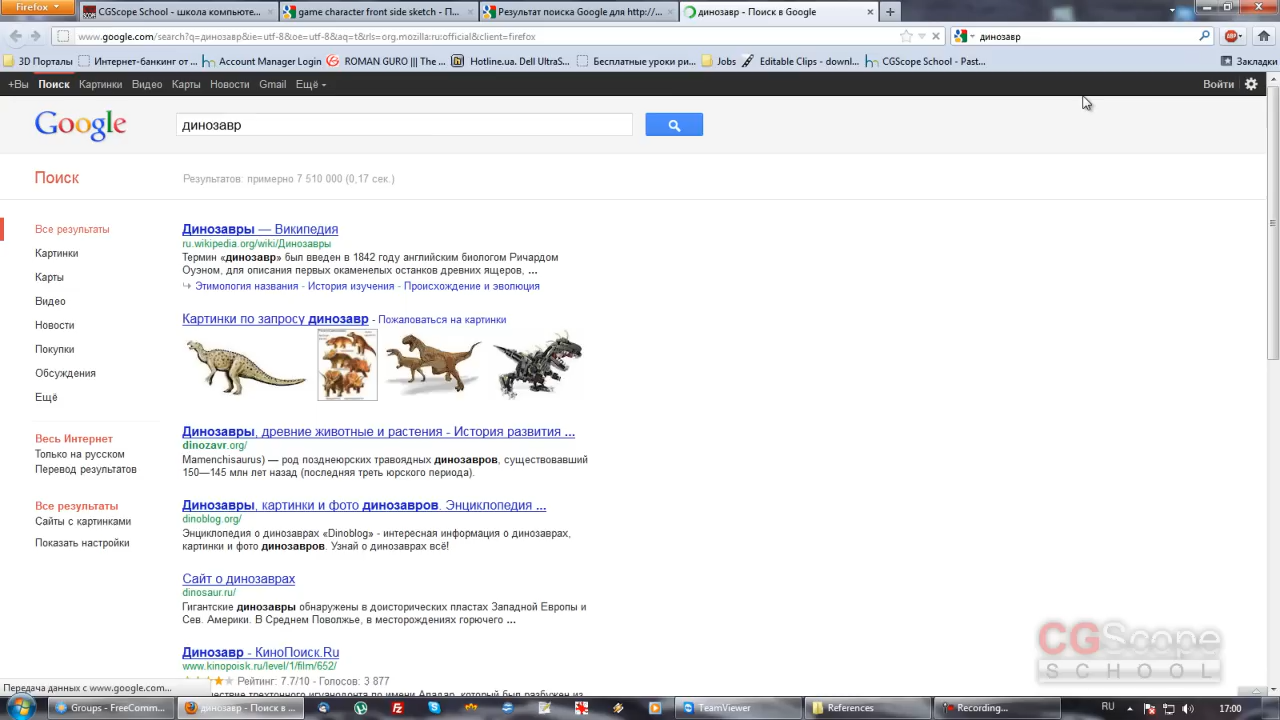 Firefox
CGScope School - школа компьюте...
game character front side sketch - П...
Результат поиска Google для http://...
динозавр - Поиск в Google
www.google.com/search?q=динозавр&ie=utf-8&oe=utf-8&aq=t&rls=org.mozilla:ru:official&client=firefox
динозавр
3D Порталы
Интернет-банкинг от ...
Account Manager Login
ROMAN GURO ||| The ...
Hotline.ua. Dell UltraS...
Бесплатные уроки ри...
Jobs
Editable Clips - downl...
CGScope School - Past...
Закладки
+Вы Поиск Картинки Видео Карты Новости Gmail Ещё
Войти
Google
динозавр
Поиск
Результатов: примерно 7 510 000 (0,17 сек.)
Все результаты
Картинки
Карты
Видео
Новости
Покупки
Обсуждения
Ещё
Весь Интернет
Только на русском
Перевод результатов
Все результаты
Сайты с картинками
Показать настройки
Динозавры — Википедия
ru.wikipedia.org/wiki/Динозавры
Термин «динозавр» был введен в 1842 году английским биологом Ричардом
Оуэном, для описания первых окаменелых останков древних ящеров, ...
Этимология названия - История изучения - Происхождение и эволюция
Картинки по запросу динозавр - Пожаловаться на картинки
Динозавры, древние животные и растения - История развития ...
dinozavr.org/
Mamenchisaurus) — род позднеюрских травоядных динозавров, существовавший
150—145 млн лет назад (последняя треть юрского периода).
Динозавры, картинки и фото динозавров. Энциклопедия ...
dinoblog.org/
Энциклопедия о динозаврах «Dinoblog» - интересная информация о динозаврах,
картинки и фото динозавров. Узнай о динозаврах всё!
Сайт о динозаврах
dinosaur.ru/
Гигантские динозавры обнаружены в доисторических пластах Западной Европы и
Сев. Америки. В Среднем Поволжье, в месторождениях горючего ...
Динозавр - КиноПоиск.Ru
www.kinopoisk.ru/level/1/film/652/
Рейтинг: 7.7/10 - Голосов: 3 877
трехтонного игуанодонта по имени Аладар, который был разлучен из
CGScope
SCHOOL
Передача данных с www.google.com...
Groups - FreeComm...
динозавр - Поиск в ...
TeamViewer
References
Recording...
RU
17:00